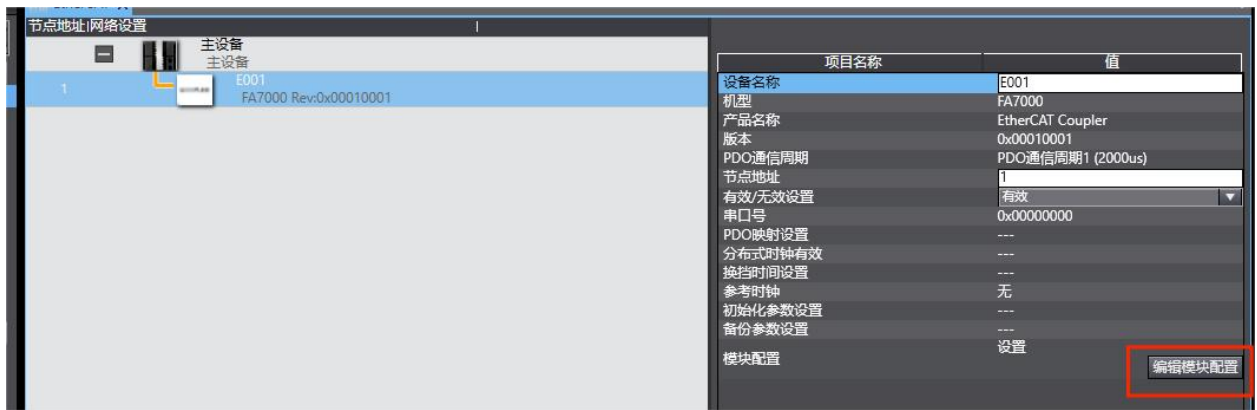 节点地址|网络设置
主设备
主设备
1
E001
FA7000 Rev:0x00010001
项目名称 值
设备名称 E001
机型 FA7000
产品名称 EtherCAT Coupler
版本 0x00010001
PDO通信周期 PDO通信周期1 (2000us)
节点地址 1
有效/无效设置 有效
串口号 0x00000000
PDO映射设置 ---
分布式时钟有效 ---
换挡时间设置 ---
参考时钟 无
初始化参数设置 ---
备份参数设置 ---
模块配置 设置
编辑模块配置